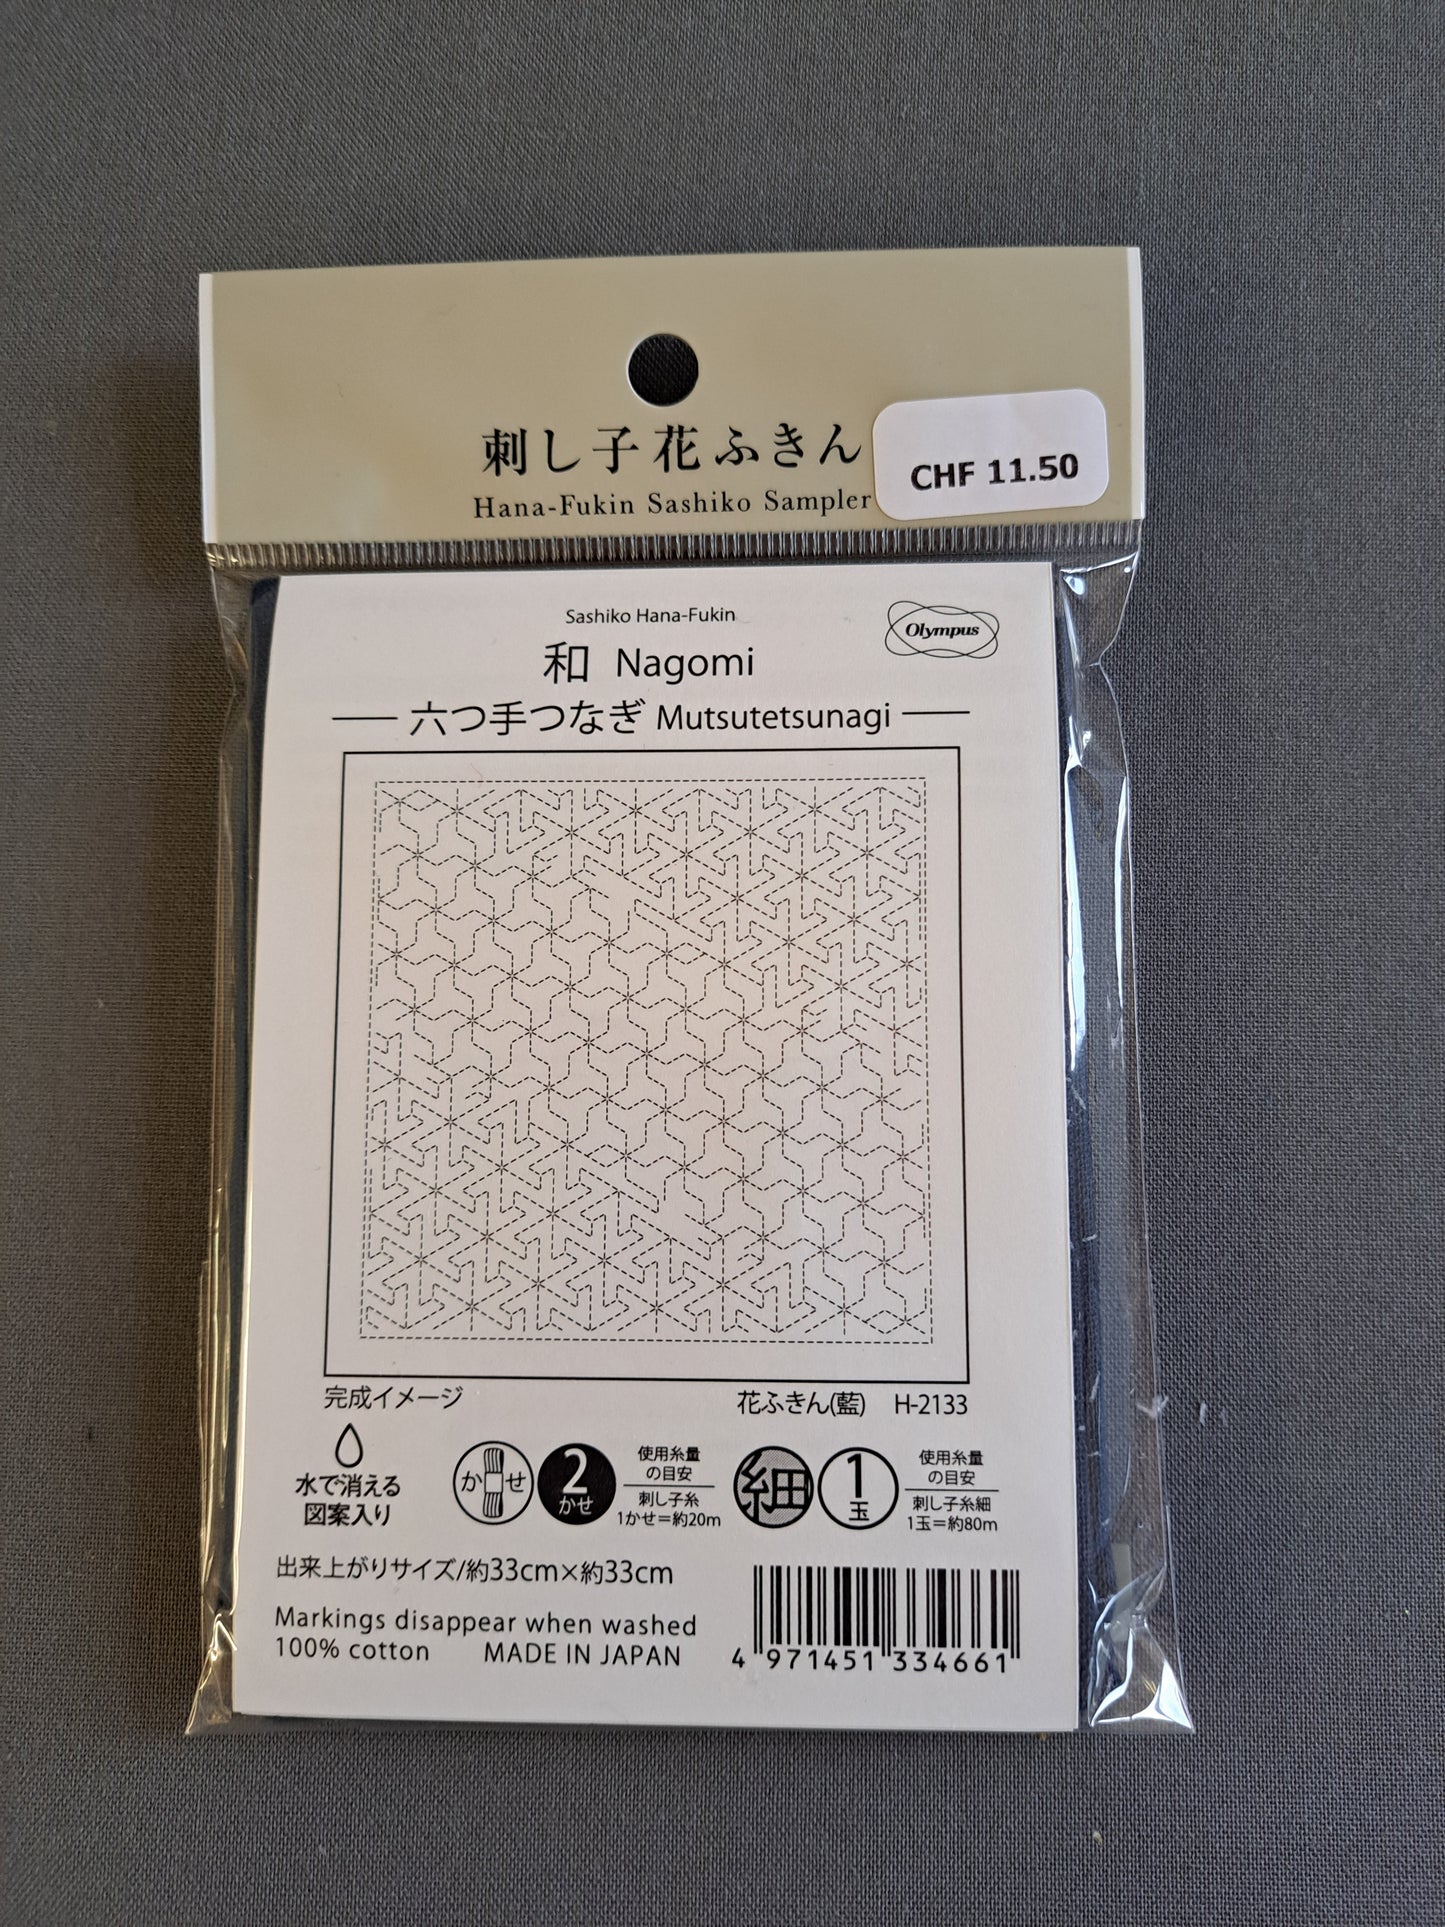 刺し子花ふきん
Hana-Fukin Sashiko Sampler
CHF 11.50
Sashiko Hana-Fukin
Olympus
和 Nagomi
六つ手つなぎ Mutsutetsunagi
完成イメージ
花ふきん(藍) H-2133
水で消える
図案入り
かせ
2
かせ
使用糸量
の目安
刺し子糸
1かせ=約20m
細
1
玉
使用糸量
の目安
刺し子糸細
1玉=約80m
出来上がりサイズ/約33cm×約33cm
Markings disappear when washed
100% cotton MADE IN JAPAN
4 971451 334661